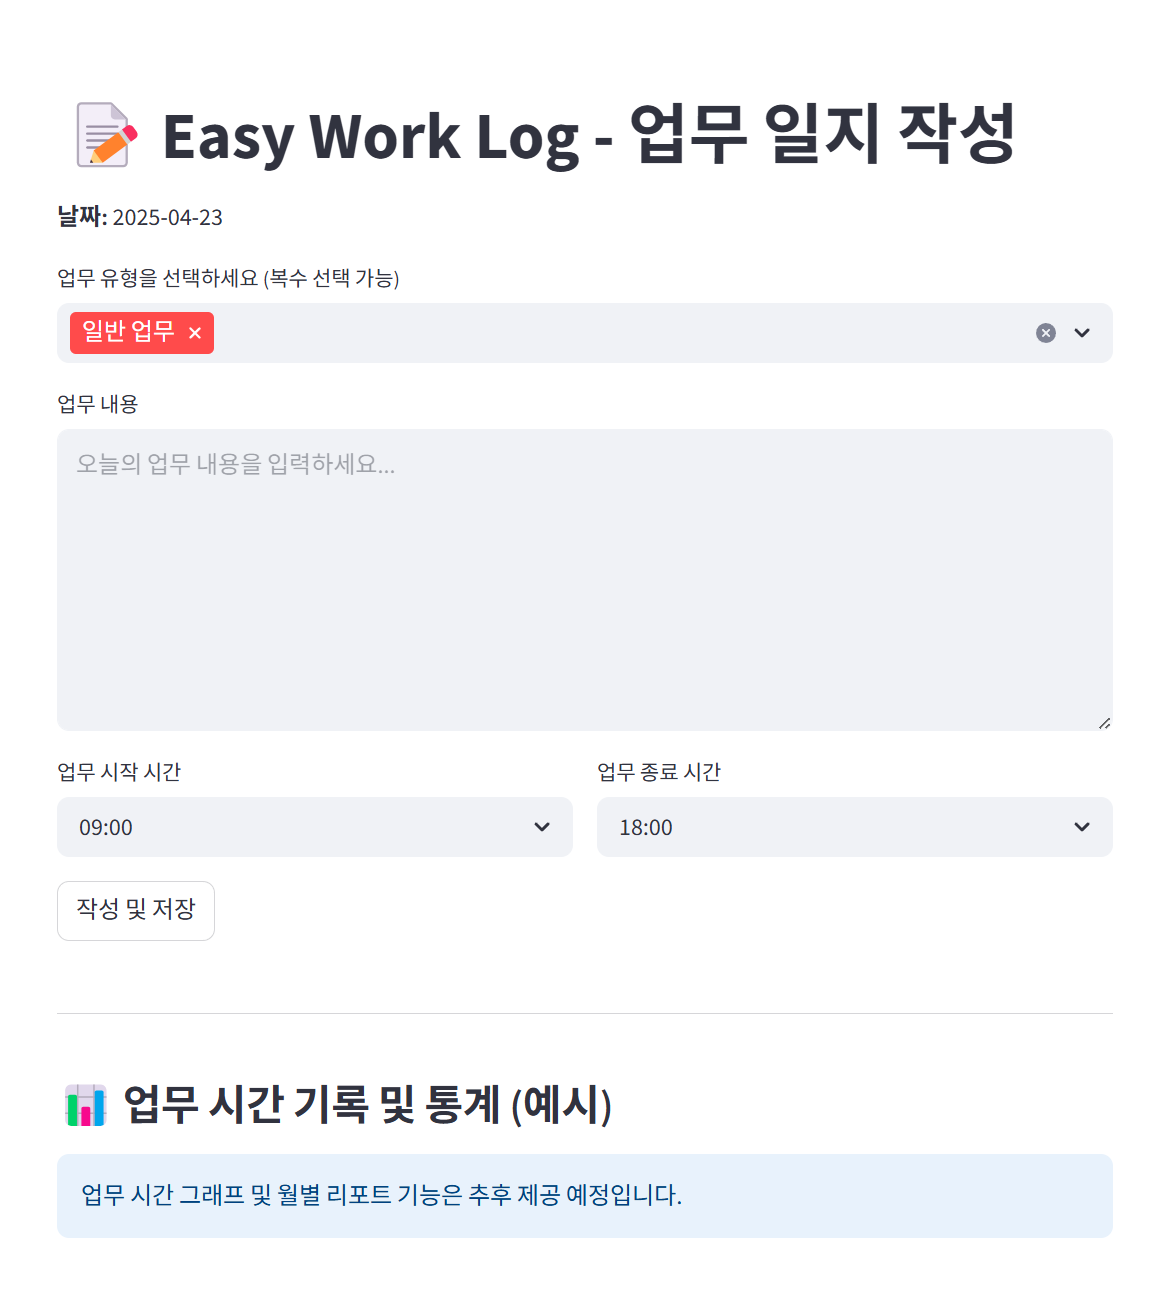 Easy Work Log - 업무 일지 작성
날짜: 2025-04-23
업무 유형을 선택하세요 (복수 선택 가능)
일반 업무
업무 내용
오늘의 업무 내용을 입력하세요...
업무 시작 시간
업무 종료 시간
09:00
18:00
작성 및 저장
업무 시간 기록 및 통계 (예시)
업무 시간 그래프 및 월별 리포트 기능은 추후 제공 예정입니다.